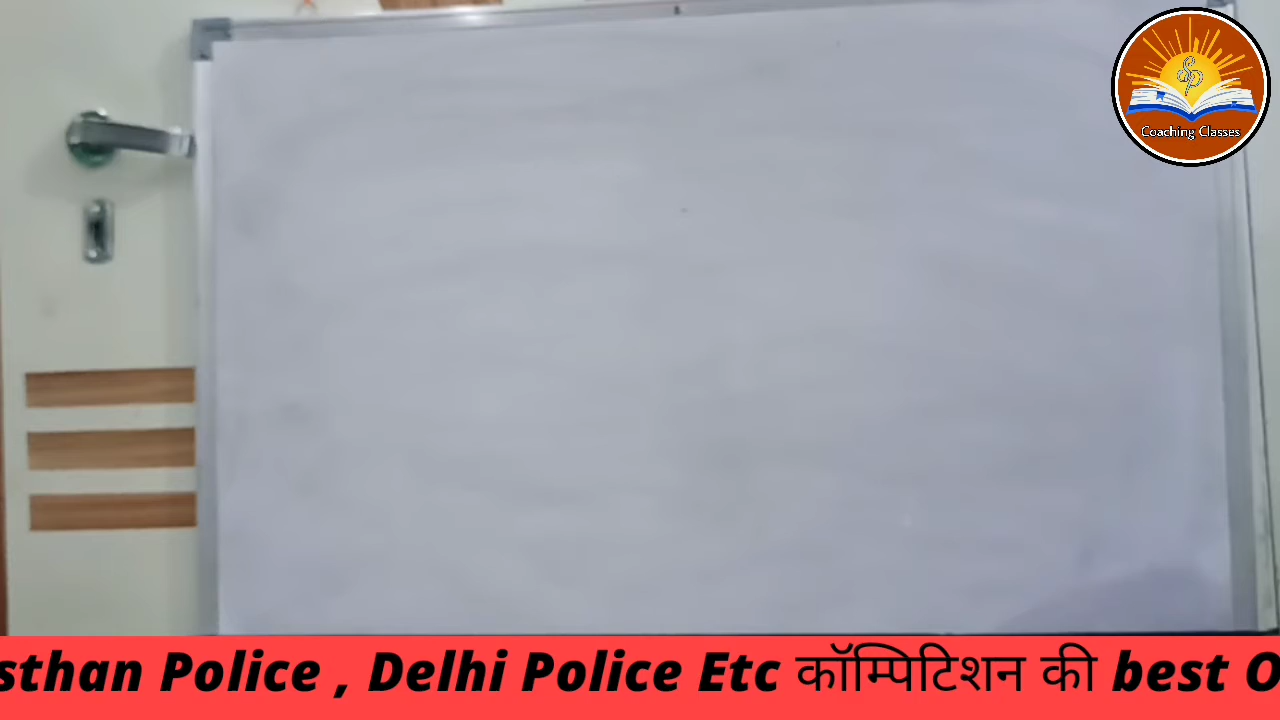 Coaching Classes
sthan Police , Delhi Police Etc कॉम्पिटिशन की best O